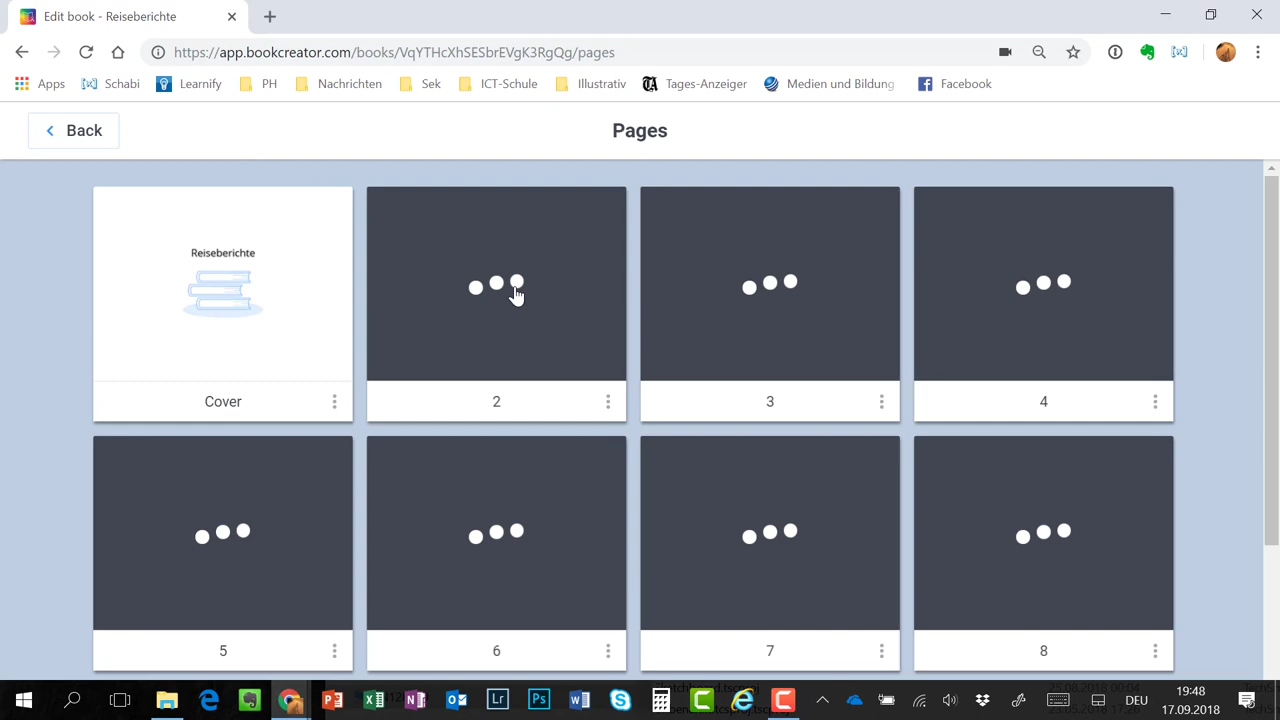 Edit book - Reiseberichte
https://app.bookcreator.com/books/VqYTHcXhSESbrEVgK3RgQg/pages
Apps Schabi Learnify PH Nachrichten Sek ICT-Schule Illustrativ Tages-Anzeiger Medien und Bildung Facebook
Back
Pages
Reiseberichte
Cover 2 3 4
5 6 7 8
DEU
19:48
17.09.2018